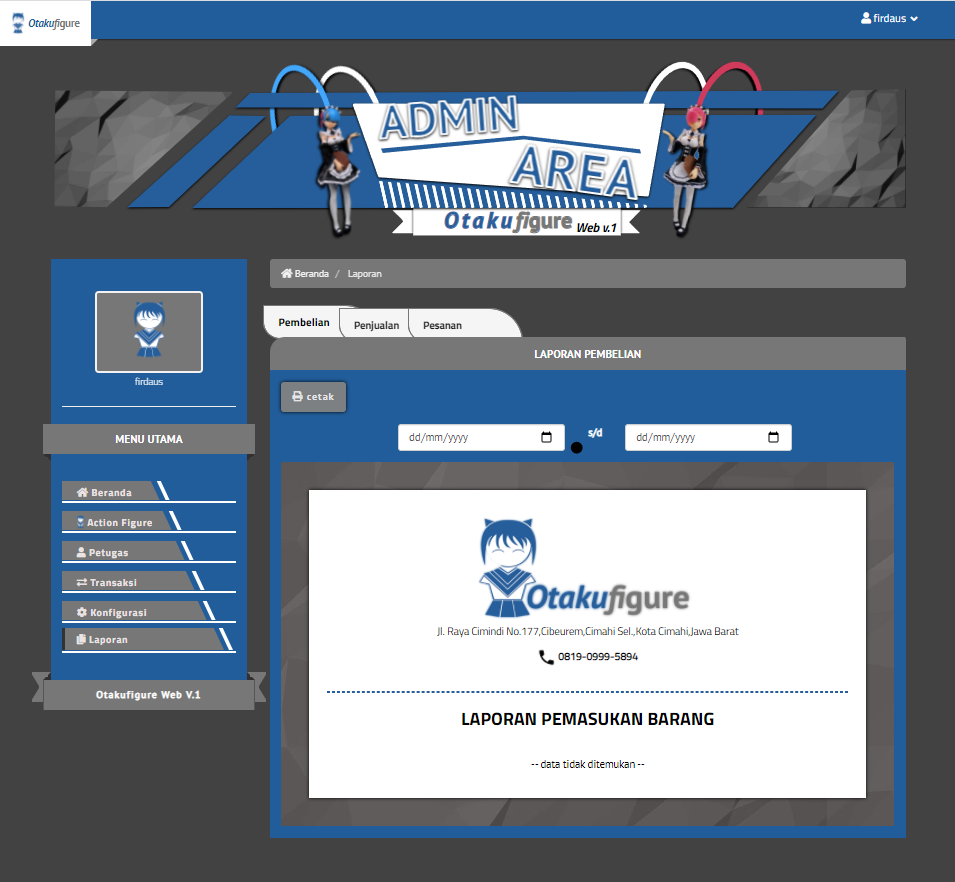 Otakufigure
firdaus
ADMIN
AREA
Otakufigure Web v.1
Beranda / Laporan
firdaus
MENU UTAMA
Beranda
Action Figure
Petugas
Transaksi
Konfigurasi
Laporan
Otakufigure Web V.1
Pembelian Penjualan Pesanan
LAPORAN PEMBELIAN
cetak
dd/mm/yyyy s/d dd/mm/yyyy
Otakufigure
Jl. Raya Cimindi No.177,Cibeurem,Cimahi Sel.,Kota Cimahi,Jawa Barat
0819-0999-5894
LAPORAN PEMASUKAN BARANG
-- data tidak ditemukan --